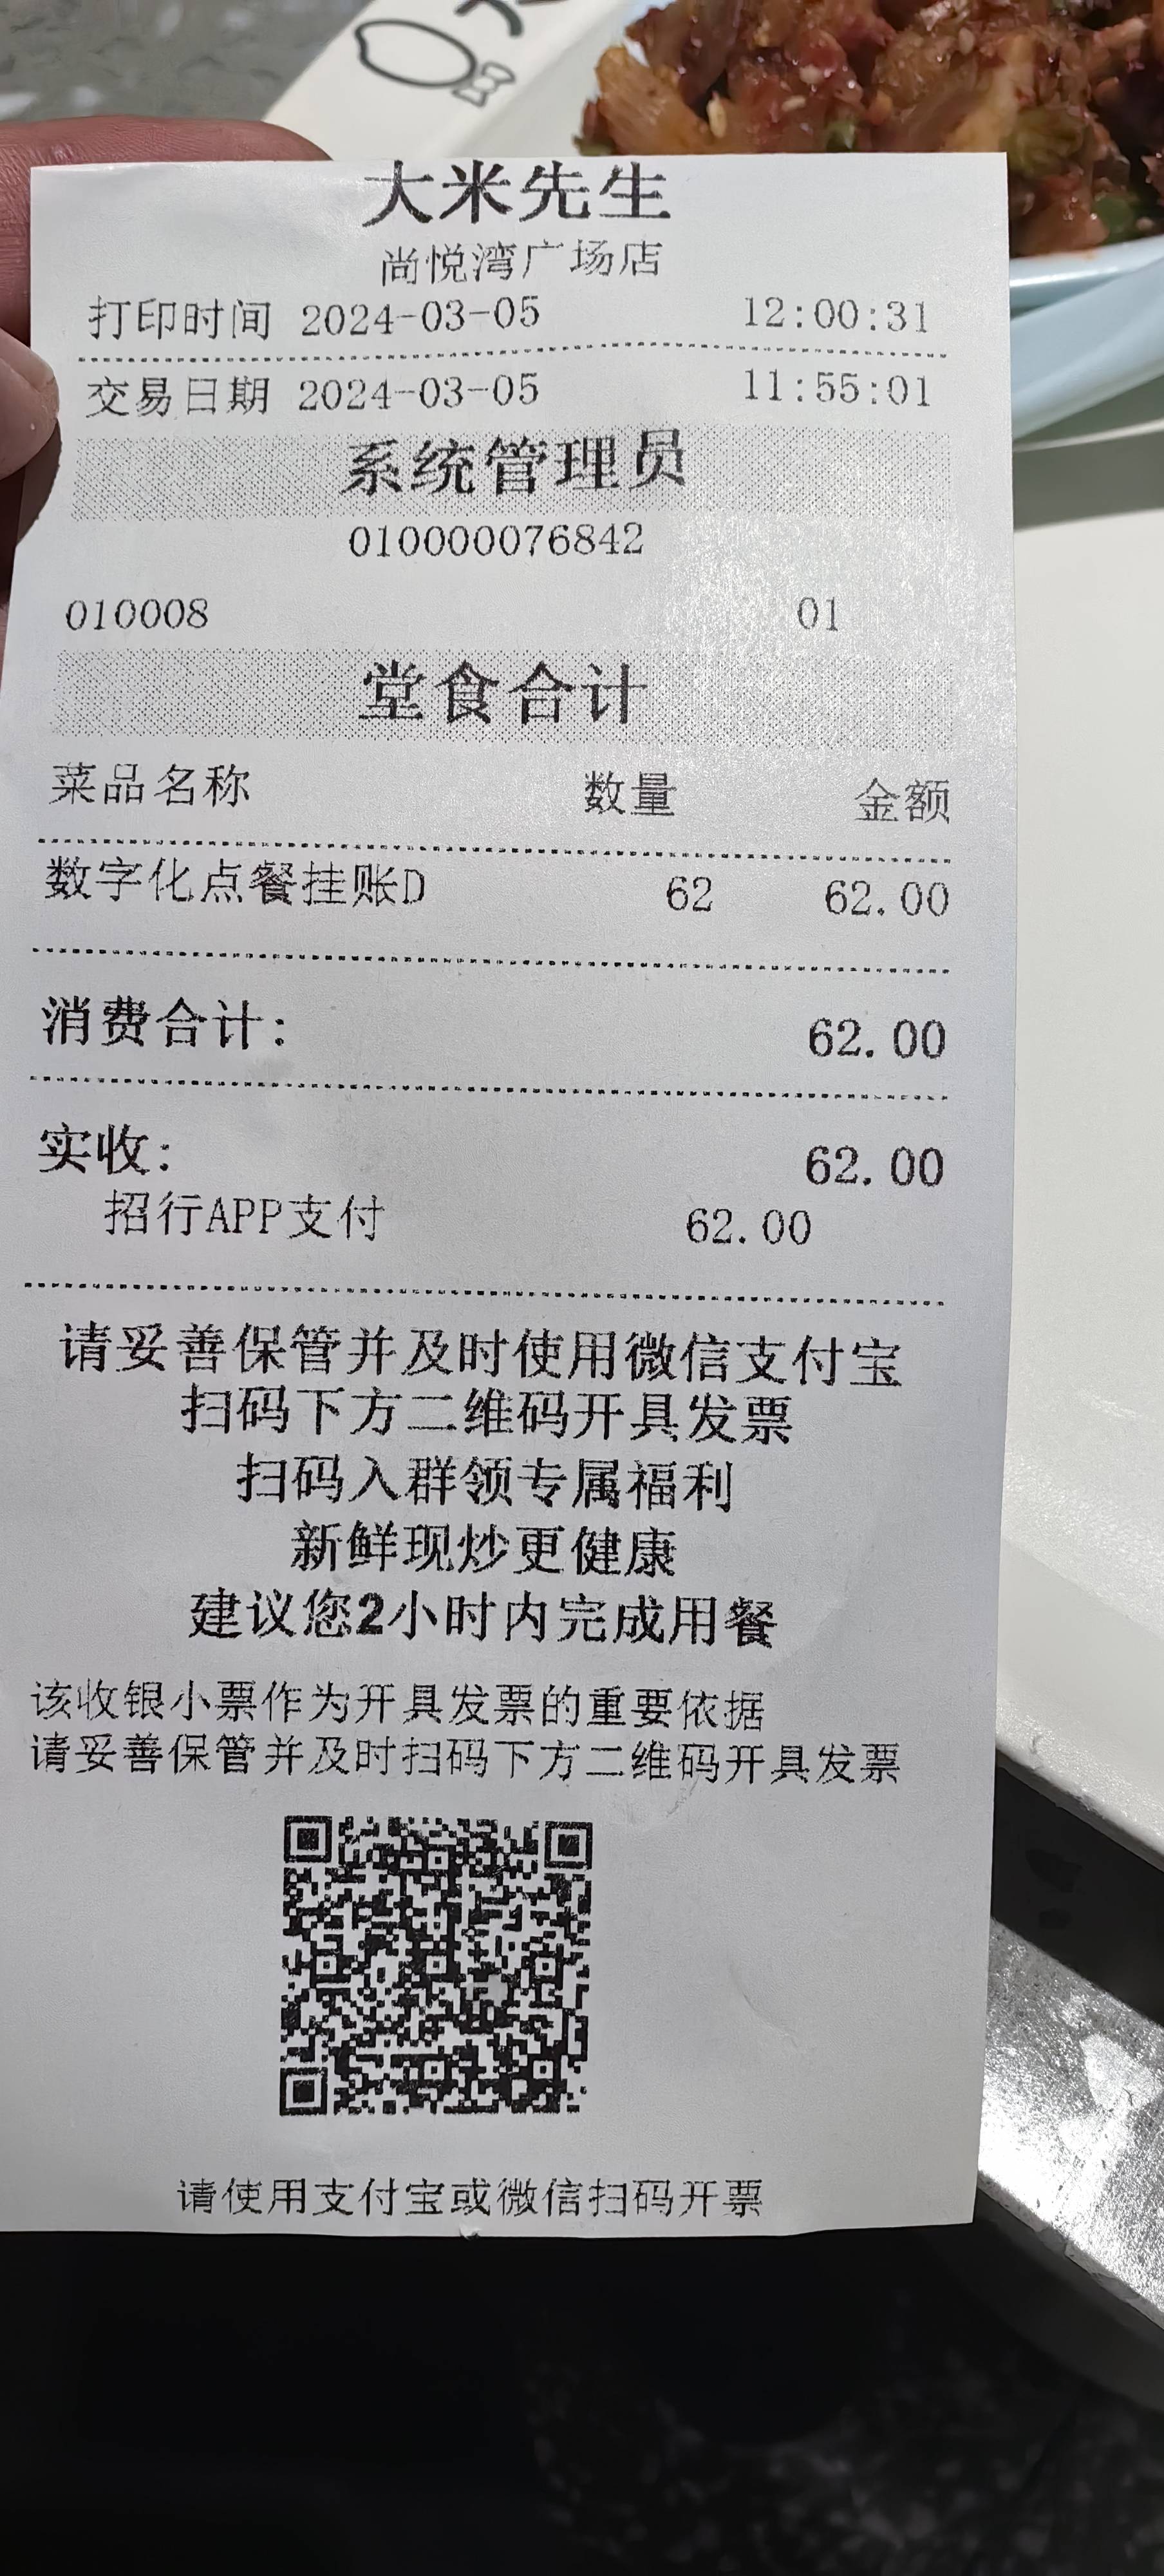 大米先生
尚悦湾广场店
打印时间 2024-03-05 12:00:31
交易日期 2024-03-05 11:55:01
系统管理员
010000076842
010008 01
堂食合计
菜品名称 数量 金额
数字化点餐挂账D 62 62.00
消费合计: 62.00
实收: 62.00
招行APP支付 62.00
请妥善保管并及时使用微信支付宝
扫码下方二维码开具发票
扫码入群领专属福利
新鲜现炒更健康
建议您2小时内完成用餐
该收银小票作为开具发票的重要依据
请妥善保管并及时扫码下方二维码开具发票
请使用支付宝或微信扫码开票